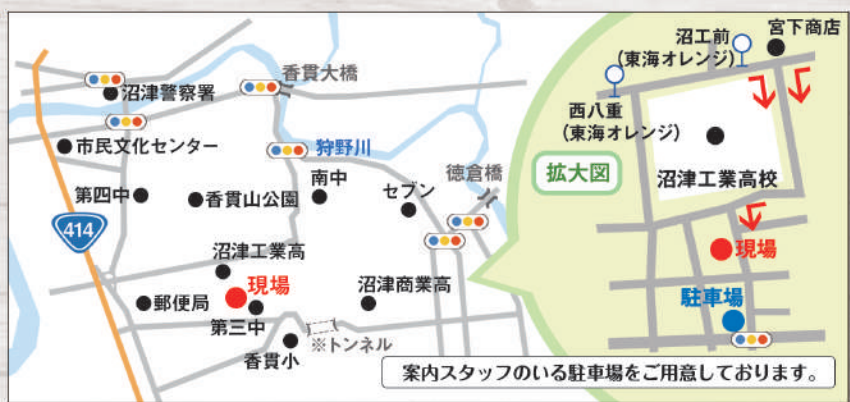 沼津警察署
香貫大橋
市民文化センター
狩野川
徳倉橋
第四中
香貫山公園
南中
セブン
414
沼津工業高
現場
沼津商業高
郵便局
第三中
香貫小
※トンネル
宮下商店
沼工前
(東海オレンジ)
西八重
(東海オレンジ)
拡大図
沼津工業高校
現場
駐車場
案内スタッフのいる駐車場をご用意しております。